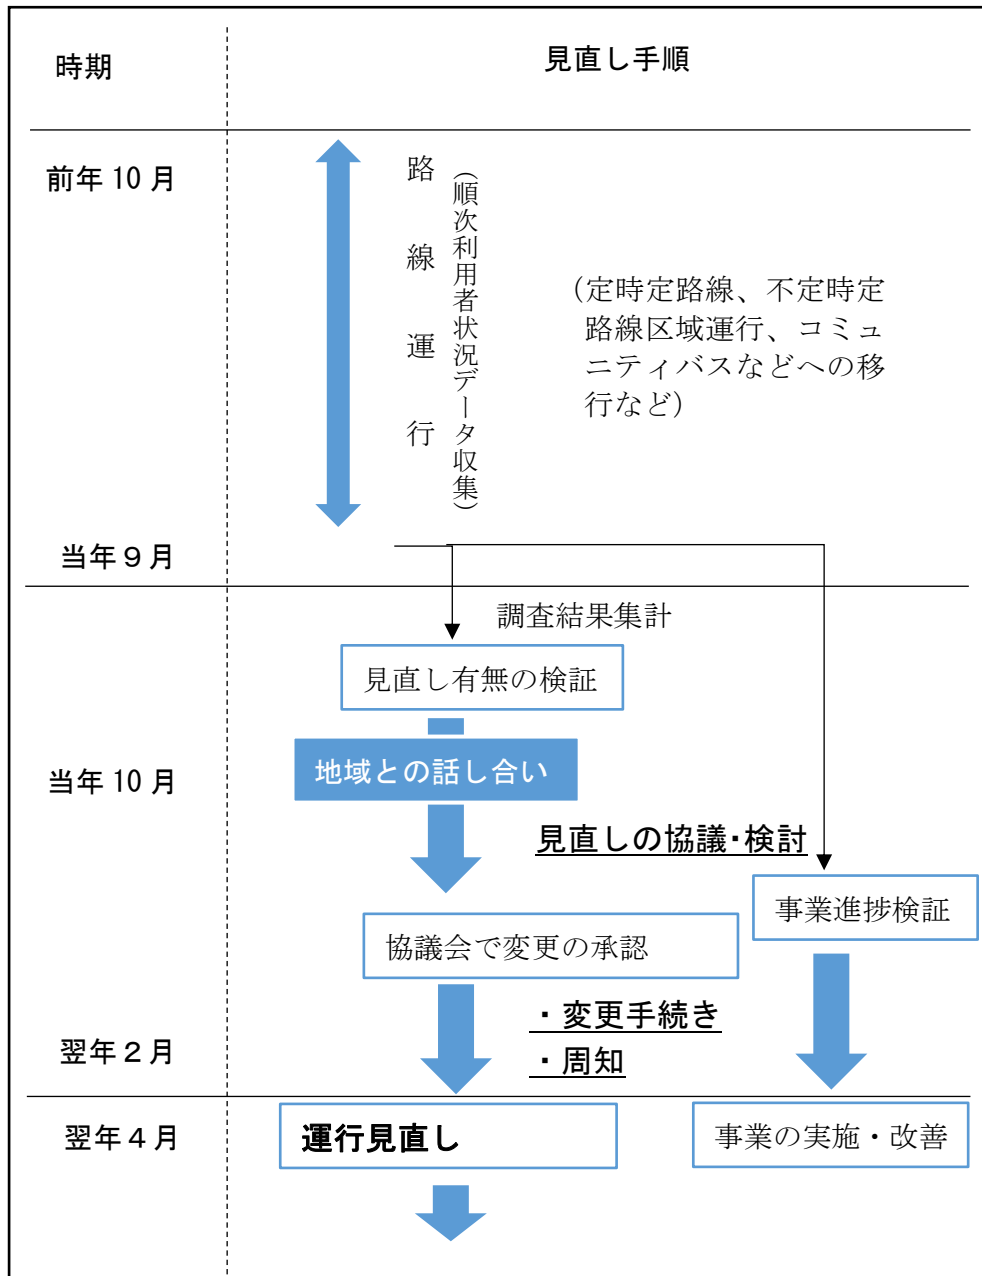 時期
見直し手順
前年 10 月
路線運行
（順次利用者状況データ収集）
（定時定路線、不定時定
路線区域運行、コミュ
ニティバスなどへの移
行など）
当年９月
調査結果集計
見直し有無の検証
地域との話し合い
当年 10 月
見直しの協議・検討
事業進捗検証
協議会で変更の承認
・変更手続き
・周知
翌年２月
翌年４月
運行見直し
事業の実施・改善